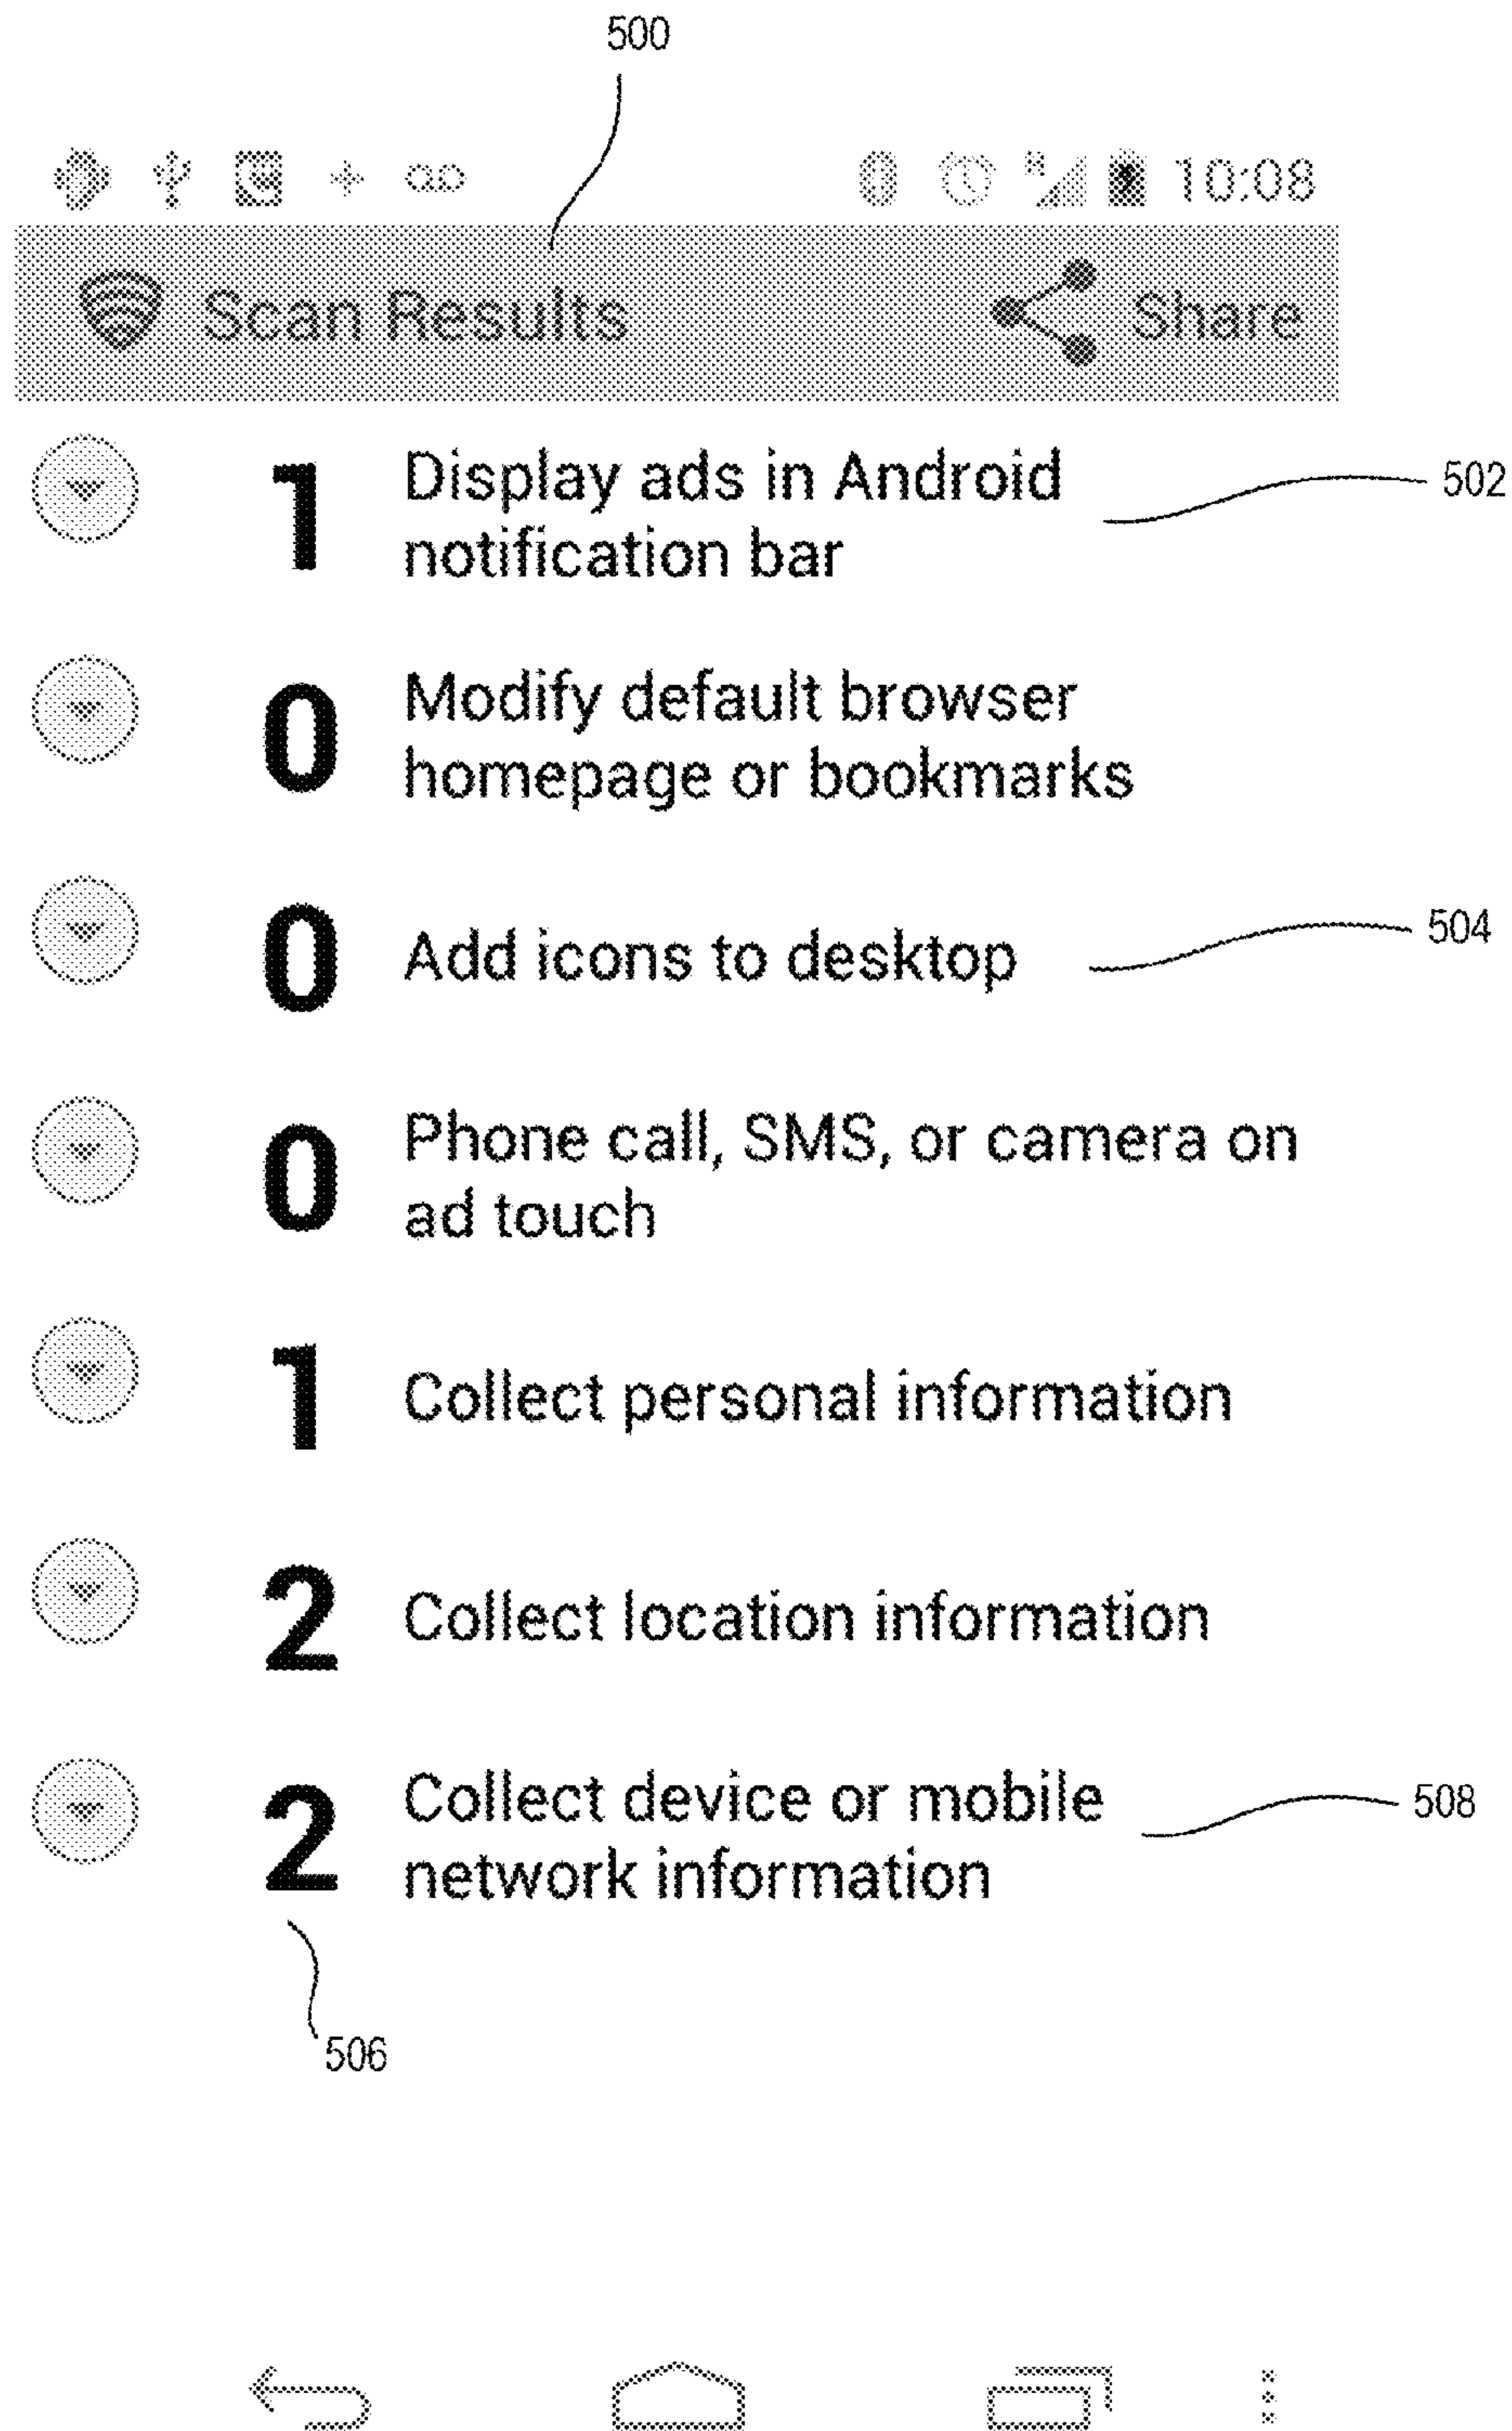 500
10:08
Scan Results Share
1 Display ads in Android
notification bar
502
0 Modify default browser
homepage or bookmarks
0 Add icons to desktop
504
0 Phone call, SMS, or camera on
ad touch
1 Collect personal information
2 Collect location information
2 Collect device or mobile
network information
508
506